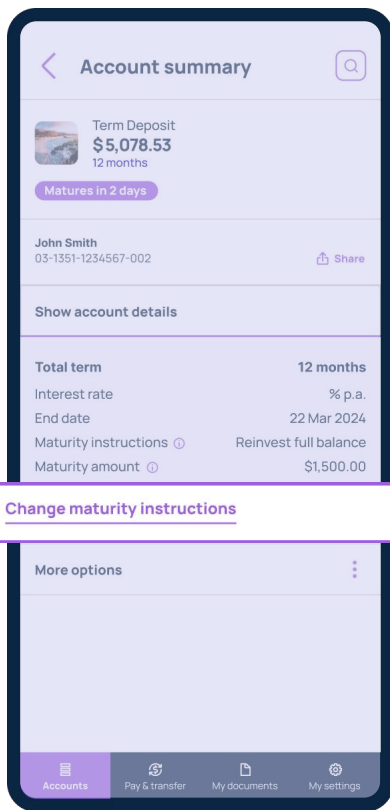 Account summary
Term Deposit
$5,078.53
12 months
Matures in 2 days
John Smith
03-1351-1234567-002
Share
Show account details
Total term 12 months
Interest rate % p.a.
End date 22 Mar 2024
Maturity instructions Reinvest full balance
Maturity amount $1,500.00
Change maturity instructions
More options
Accounts Pay & transfer My documents My settings